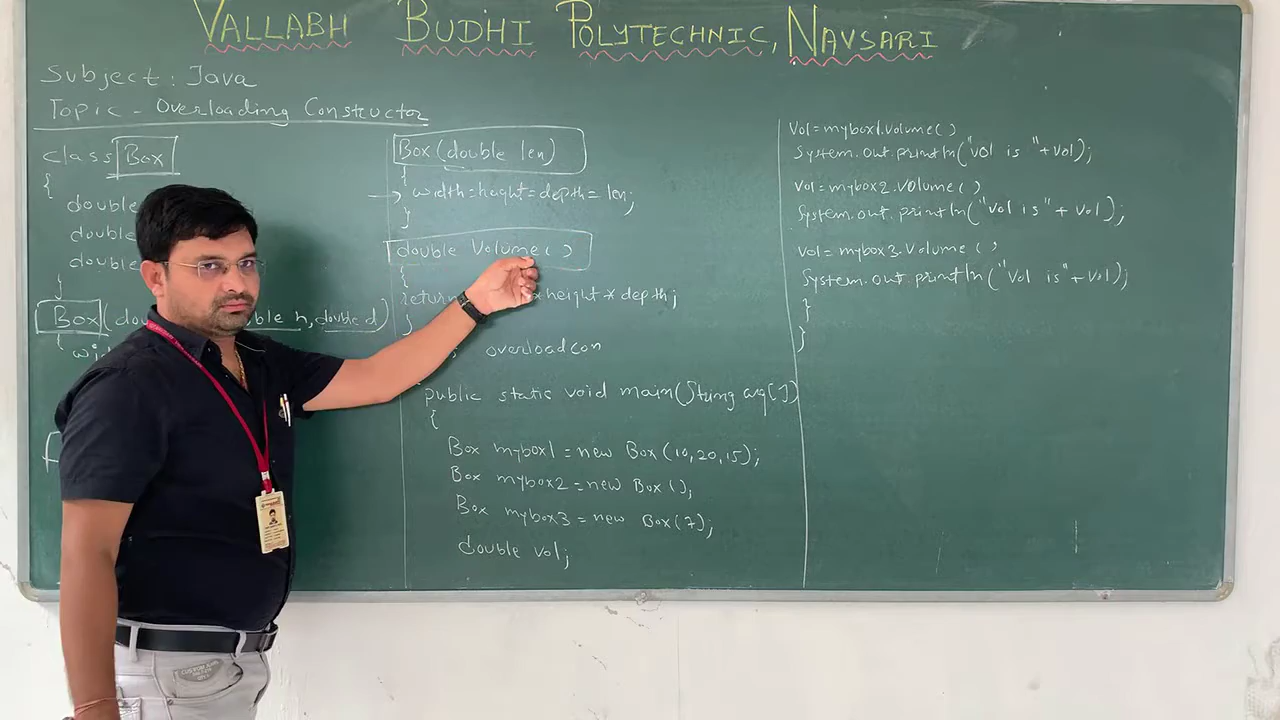 VALLABH BUDHI POLYTECHNIC, NAVSARI
Subject: Java
Topic - Overloading Constructor
class Box
{
double
double
double
}
Box(double h, double d)
{
Box(double len)
{
width=height=depth=len;
}
double Volume()
{
return height * depth;
}
overloadcon
public static void main(String arg[])
{
Box mybox1 = new Box(10,20,15);
Box mybox2 = new Box();
Box mybox3 = new Box(7);
double vol;
Vol=mybox1.volume()
System.out.println("vol is "+vol);
vol=mybox2.volume()
System.out.println("vol is"+vol);
vol=mybox3.Volume()
System.out.println("Vol is"+vol);
}
}